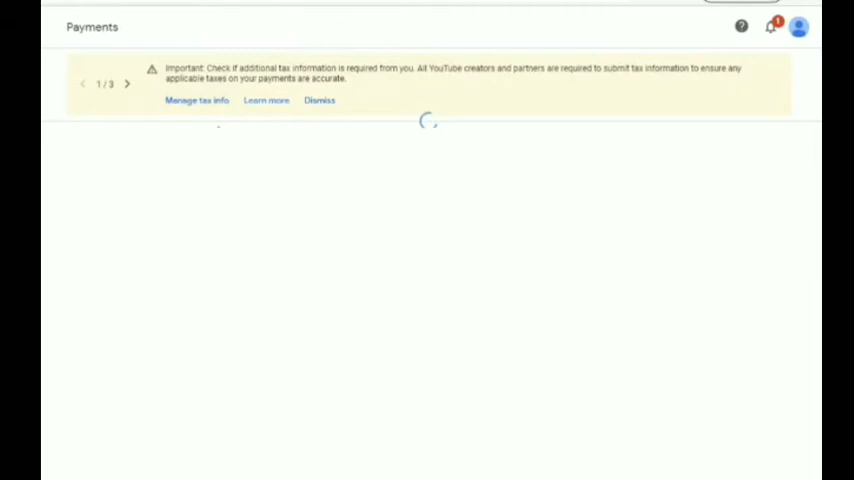 Payments
1
Important: Check if additional tax information is required from you. All YouTube creators and partners are required to submit tax information to ensure any
applicable taxes on your payments are accurate.
1 / 3
Manage tax info Learn more Dismiss